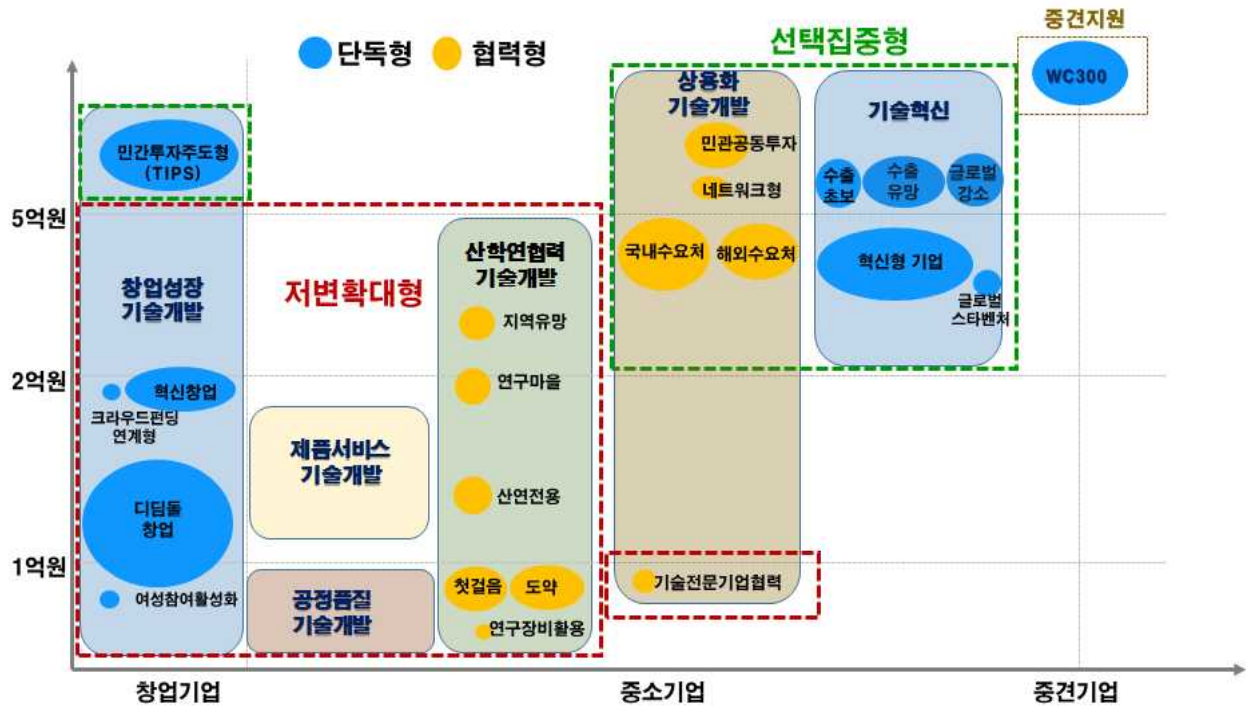 중견지원
단독형
협력형
선택집중형
WC300
민간투자주도형
(TIPS)
상용화
기술개발
민관공동투자
네트워크형
국내수요처
해외수요처
기술혁신
수출
초보
수출
유망
글로벌
강소
혁신형 기업
글로벌
스타벤처
5억원
2억원
1억원
창업성장
기술개발
혁신창업
크라우드펀딩
연계형
디딤돌
창업
여성참여활성화
저변확대형
제품서비스
기술개발
공정품질
기술개발
산학연협력
기술개발
지역유망
연구마을
산연전용
첫걸음
도약
연구장비활용
기술전문기업협력
창업기업
중소기업
중견기업